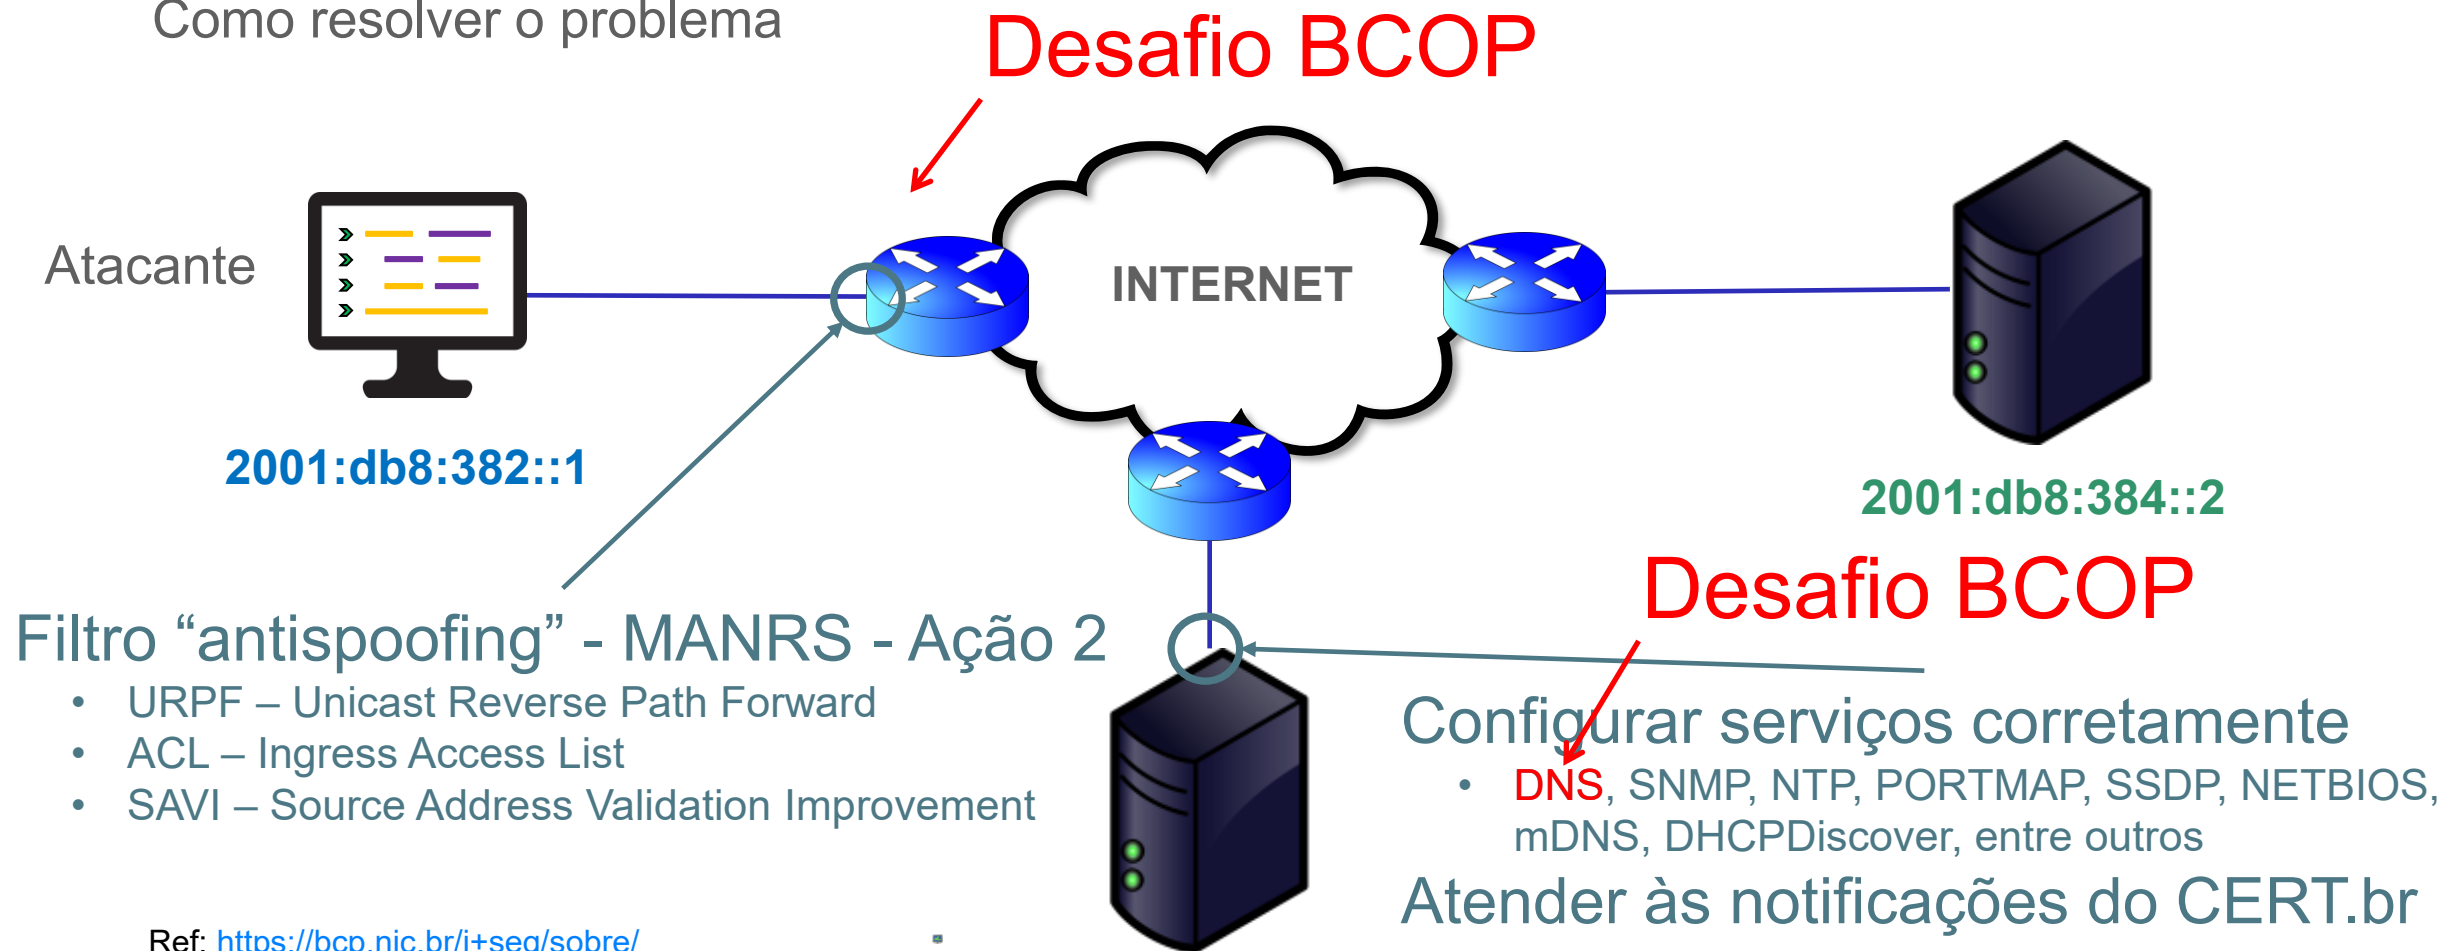 Como resolver o problema
Desafio BCOP
Atacante
INTERNET
2001:db8:382::1
2001:db8:384::2
Desafio BCOP
Filtro “antispoofing” - MANRS - Ação 2
• URPF – Unicast Reverse Path Forward
• ACL – Ingress Access List
• SAVI – Source Address Validation Improvement
Configurar serviços corretamente
• DNS, SNMP, NTP, PORTMAP, SSDP, NETBIOS,
mDNS, DHCPDiscover, entre outros
Atender às notificações do CERT.br
Ref: https://bcp.nic.br/i+seg/sobre/